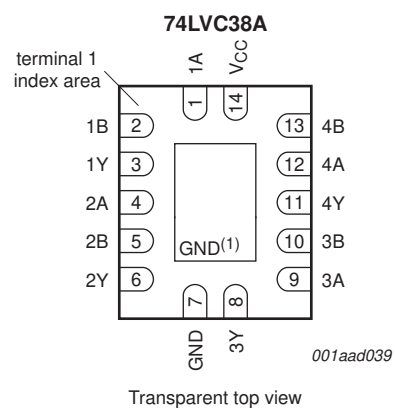 74LVC38A
terminal 1
index area
1A
VCC
1
14
1B 2
13 4B
1Y 3
12 4A
2A 4
11 4Y
2B 5
10 3B
GND(1)
2Y 6
9 3A
7
8
GND
3Y
001aad039
Transparent top view